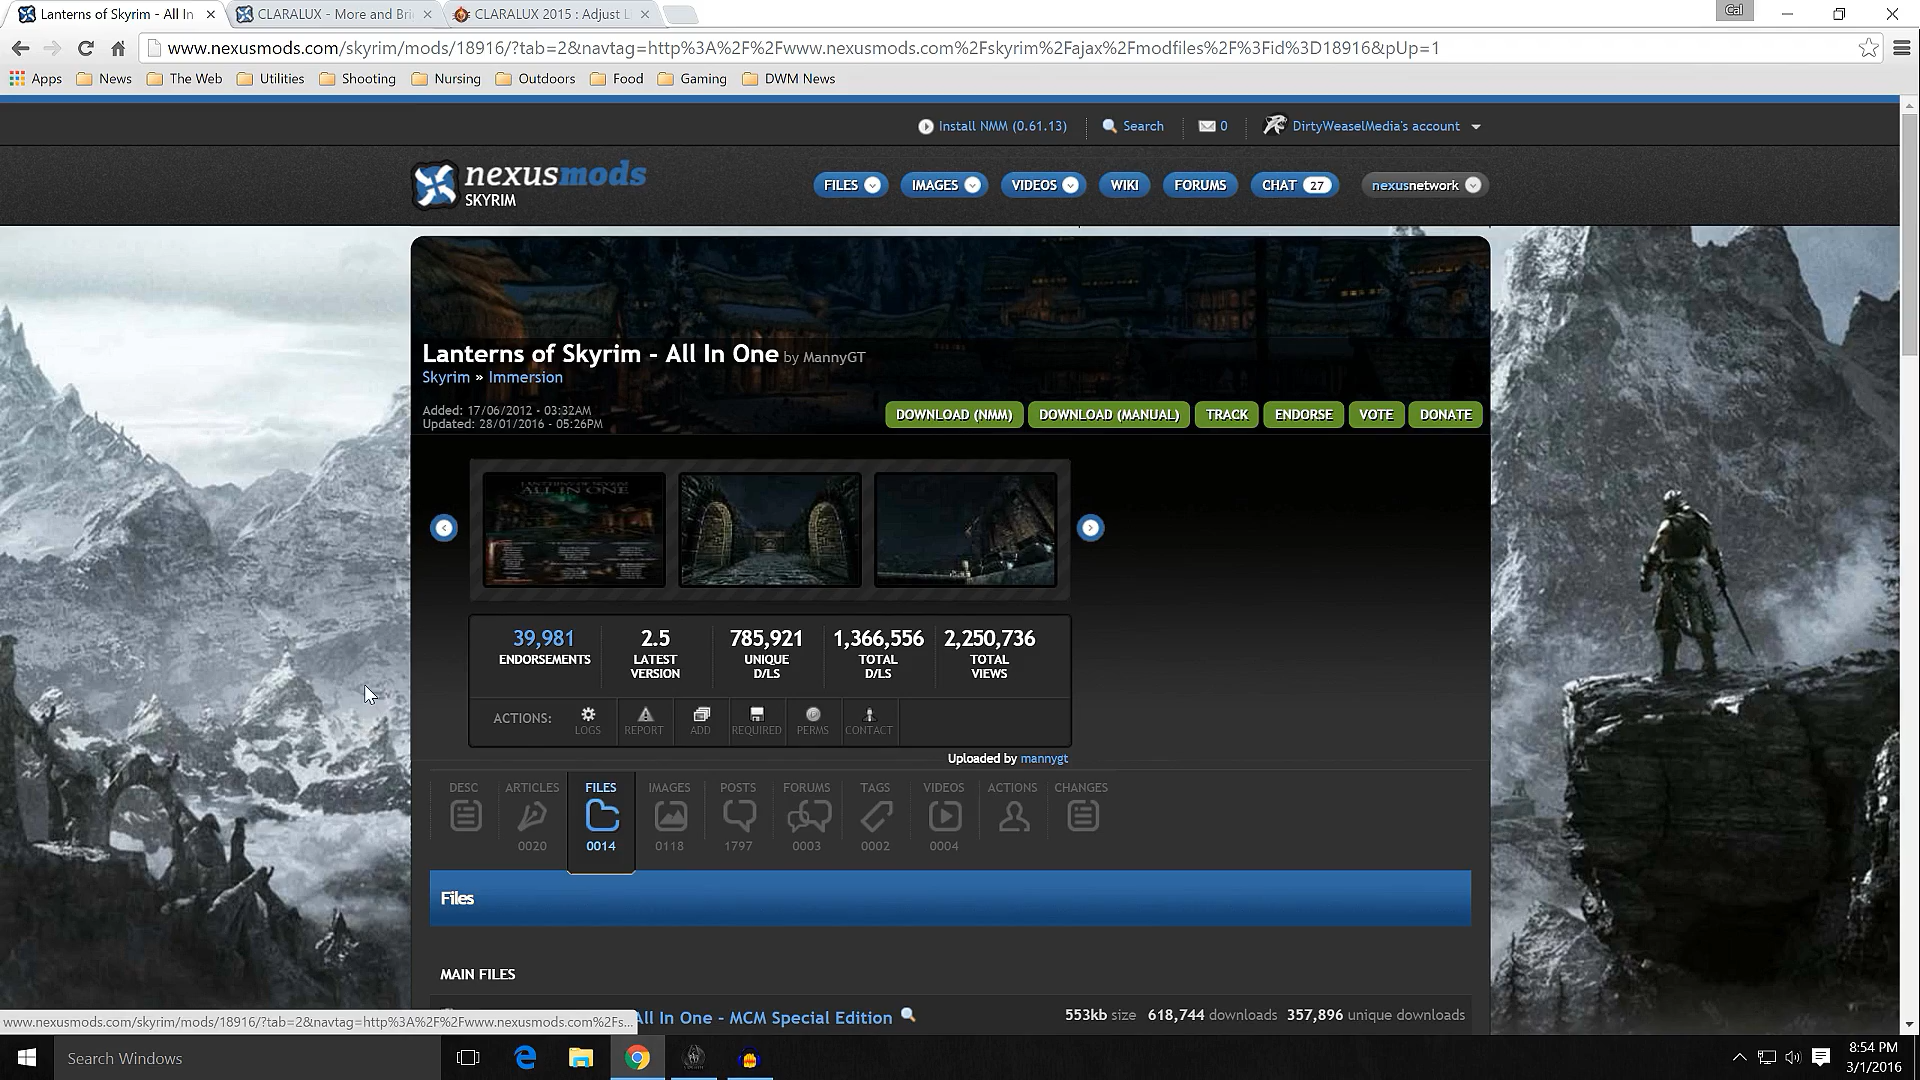 Lanterns of Skyrim - All In
CLARALUX - More and Bri
CLARALUX 2015 : Adjust L
Cal
www.nexusmods.com/skyrim/mods/18916/?tab=2&navtag=http%3A%2F%2Fwww.nexusmods.com%2Fskyrim%2Fajax%2Fmodfiles%2F%3Fid%3D18916&pUp=1
Apps News The Web Utilities Shooting Nursing Outdoors Food Gaming DWM News
Install NMM (0.61.13) Search 0 DirtyWeaselMedia's account
nexusmods
SKYRIM
FILES IMAGES VIDEOS WIKI FORUMS CHAT 27 nexusnetwork
Lanterns of Skyrim - All In One by MannyGT
Skyrim » Immersion
Added: 17/06/2012 - 03:32AM
Updated: 28/01/2016 - 05:26PM
DOWNLOAD (NMM) DOWNLOAD (MANUAL) TRACK ENDORSE VOTE DONATE
ALL IN ONE
39,981 2.5 785,921 1,366,556 2,250,736
ENDORSEMENTS LATEST VERSION UNIQUE D/LS TOTAL D/LS TOTAL VIEWS
ACTIONS: LOGS REPORT ADD REQUIRED PERMS CONTACT
Uploaded by mannygt
DESC ARTICLES FILES IMAGES POSTS FORUMS TAGS VIDEOS ACTIONS CHANGES
0020 0014 0118 1797 0003 0002 0004
Files
MAIN FILES
All In One - MCM Special Edition 553kb size 618,744 downloads 357,896 unique downloads
www.nexusmods.com/skyrim/mods/18916/?tab=2&navtag=http%3A%2F%2Fwww.nexusmods.com%2Fs...
Search Windows
8:54 PM
3/1/2016